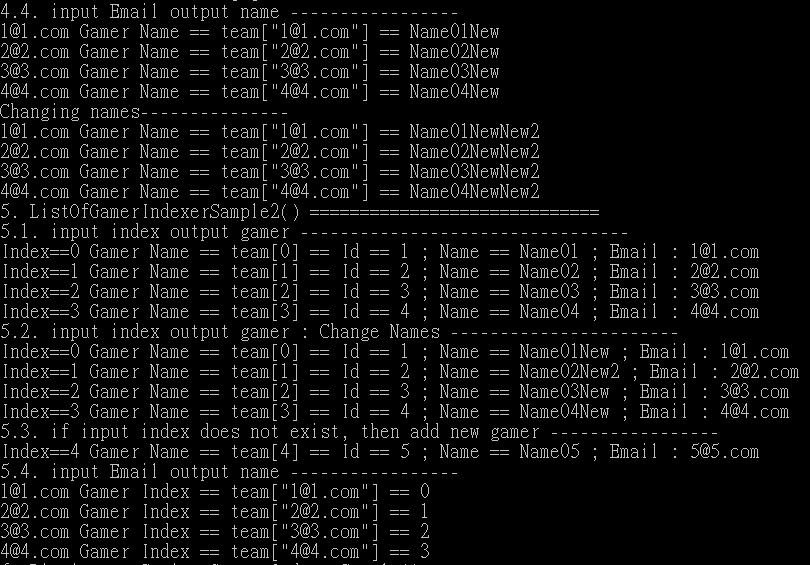 4.4. input Email output name -----------------
1@1.com Gamer Name == team["1@1.com"] == Name01New
2@2.com Gamer Name == team["2@2.com"] == Name02New
3@3.com Gamer Name == team["3@3.com"] == Name03New
4@4.com Gamer Name == team["4@4.com"] == Name04New
Changing names---------------
1@1.com Gamer Name == team["1@1.com"] == Name01NewNew2
2@2.com Gamer Name == team["2@2.com"] == Name02NewNew2
3@3.com Gamer Name == team["3@3.com"] == Name03NewNew2
4@4.com Gamer Name == team["4@4.com"] == Name04NewNew2
5. ListOfGamerIndexerSample2() =============================
5.1. input index output gamer ---------------------------------
Index==0 Gamer Name == team[0] == Id == 1 ; Name == Name01 ; Email : 1@1.com
Index==1 Gamer Name == team[1] == Id == 2 ; Name == Name02 ; Email : 2@2.com
Index==2 Gamer Name == team[2] == Id == 3 ; Name == Name03 ; Email : 3@3.com
Index==3 Gamer Name == team[3] == Id == 4 ; Name == Name04 ; Email : 4@4.com
5.2. input index output gamer : Change Names -----------------------
Index==0 Gamer Name == team[0] == Id == 1 ; Name == Name01New ; Email : 1@1.com
Index==1 Gamer Name == team[1] == Id == 2 ; Name == Name02New2 ; Email : 2@2.com
Index==2 Gamer Name == team[2] == Id == 3 ; Name == Name03New ; Email : 3@3.com
Index==3 Gamer Name == team[3] == Id == 4 ; Name == Name04New ; Email : 4@4.com
5.3. if input index does not exist, then add new gamer -----------------
Index==4 Gamer Name == team[4] == Id == 5 ; Name == Name05 ; Email : 5@5.com
5.4. input Email output name -----------------
1@1.com Gamer Index == team["1@1.com"] == 0
2@2.com Gamer Index == team["2@2.com"] == 1
3@3.com Gamer Index == team["3@3.com"] == 2
4@4.com Gamer Index == team["4@4.com"] == 3